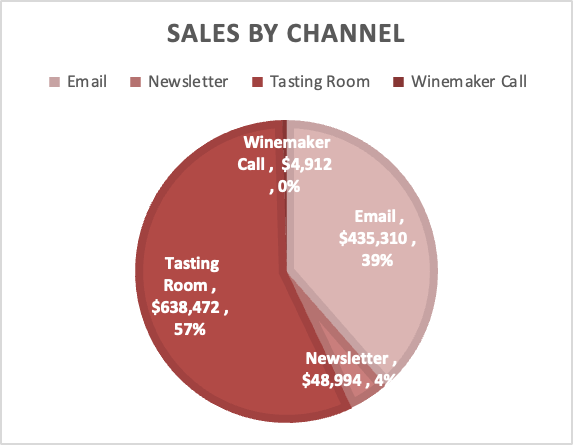 SALES BY CHANNEL
Email Newsletter Tasting Room Winemaker Call
Winemaker
Call , $4,912
, 0%
Email ,
$435,310 ,
39%
Tasting
Room ,
$638,472 ,
57%
Newsletter ,
$48,994 , 4%